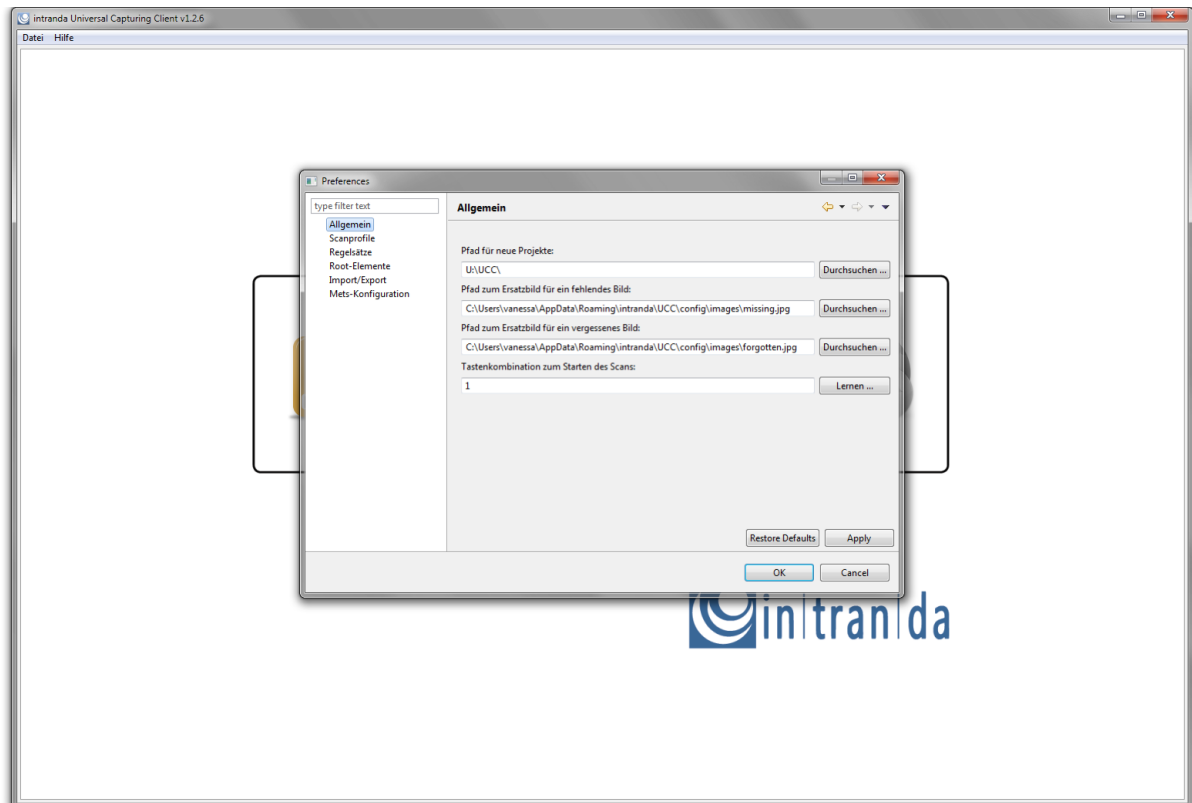 intranda Universal Capturing Client v1.2.6
Datei Hilfe
Preferences
type filter text
Allgemein
Scanprofile
Regelsätze
Root-Elemente
Import/Export
Mets-Konfiguration
Allgemein
Pfad für neue Projekte:
U:\UCC\ Durchsuchen ...
Pfad zum Ersatzbild für ein fehlendes Bild:
C:\Users\vanessa\AppData\Roaming\intranda\UCC\config\images\missing.jpg Durchsuchen ...
Pfad zum Ersatzbild für ein vergessenes Bild:
C:\Users\vanessa\AppData\Roaming\intranda\UCC\config\images\forgotten.jpg Durchsuchen ...
Tastenkombination zum Starten des Scans:
1 Lernen ...
Restore Defaults Apply
OK Cancel
in|tran|da